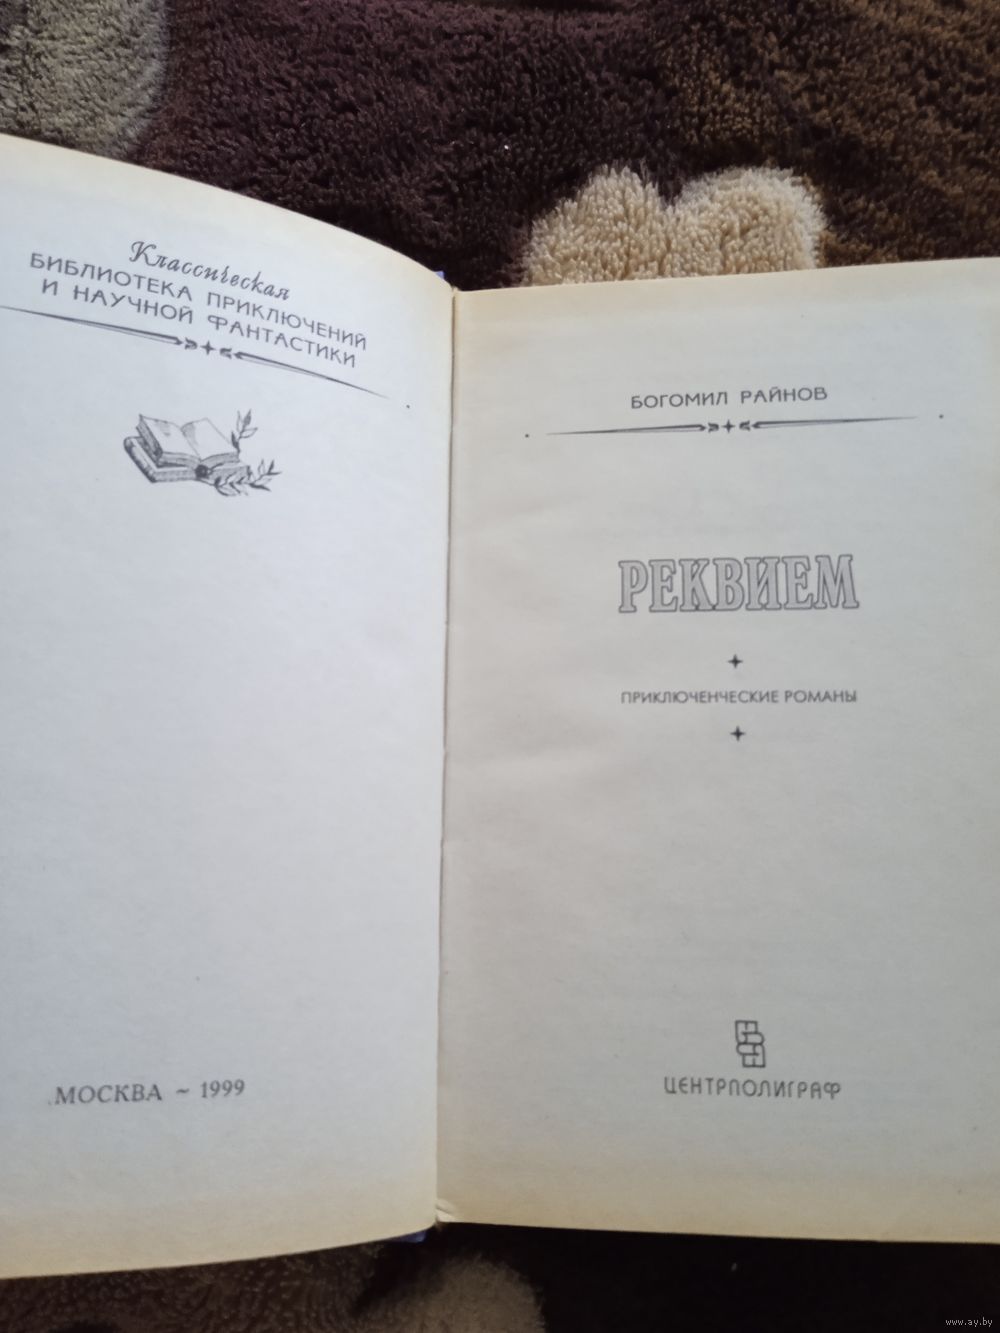 Классическая
БИБЛИОТЕКА ПРИКЛЮЧЕНИЙ
И НАУЧНОЙ ФАНТАСТИКИ
МОСКВА ~ 1999
БОГОМИЛ РАЙНОВ
РЕКВИЕМ
ПРИКЛЮЧЕНЧЕСКИЕ РОМАНЫ
ЦЕНТРПОЛИГРАФ
www.ay.by